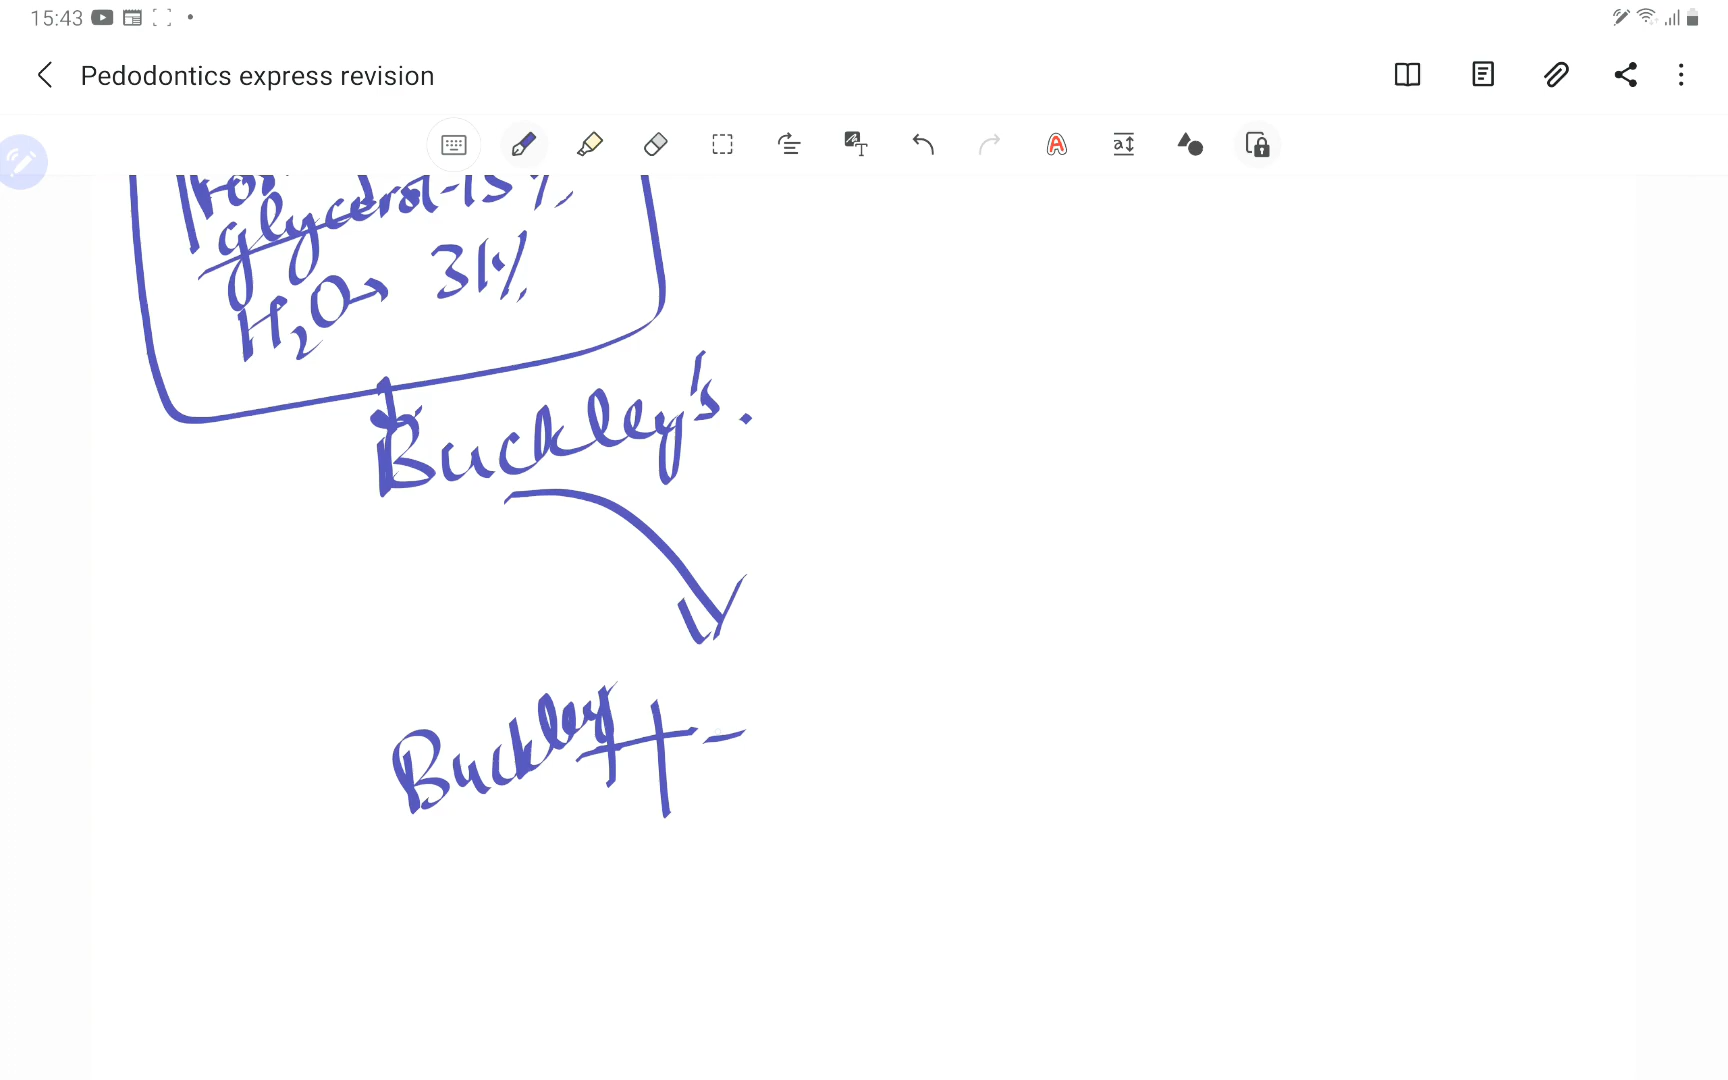 15:43
Pedodontics express revision
glycerol-15%
H₂O→ 31%
Buckley's.
Buckley + -